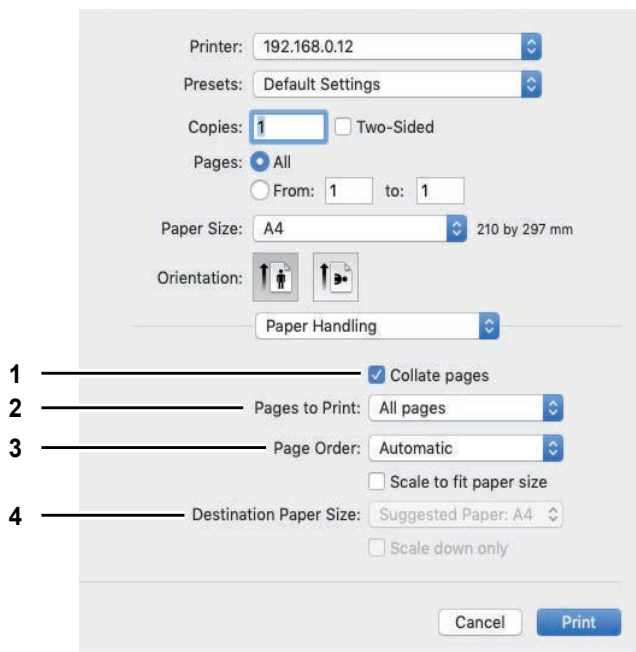 Printer: 192.168.0.12
Presets: Default Settings
Copies: 1 Two-Sided
Pages: All
From: 1 to: 1
Paper Size: A4 210 by 297 mm
Orientation:
Paper Handling
1 Collate pages
2 Pages to Print: All pages
3 Page Order: Automatic
Scale to fit paper size
4 Destination Paper Size: Suggested Paper: A4
Scale down only
Cancel Print